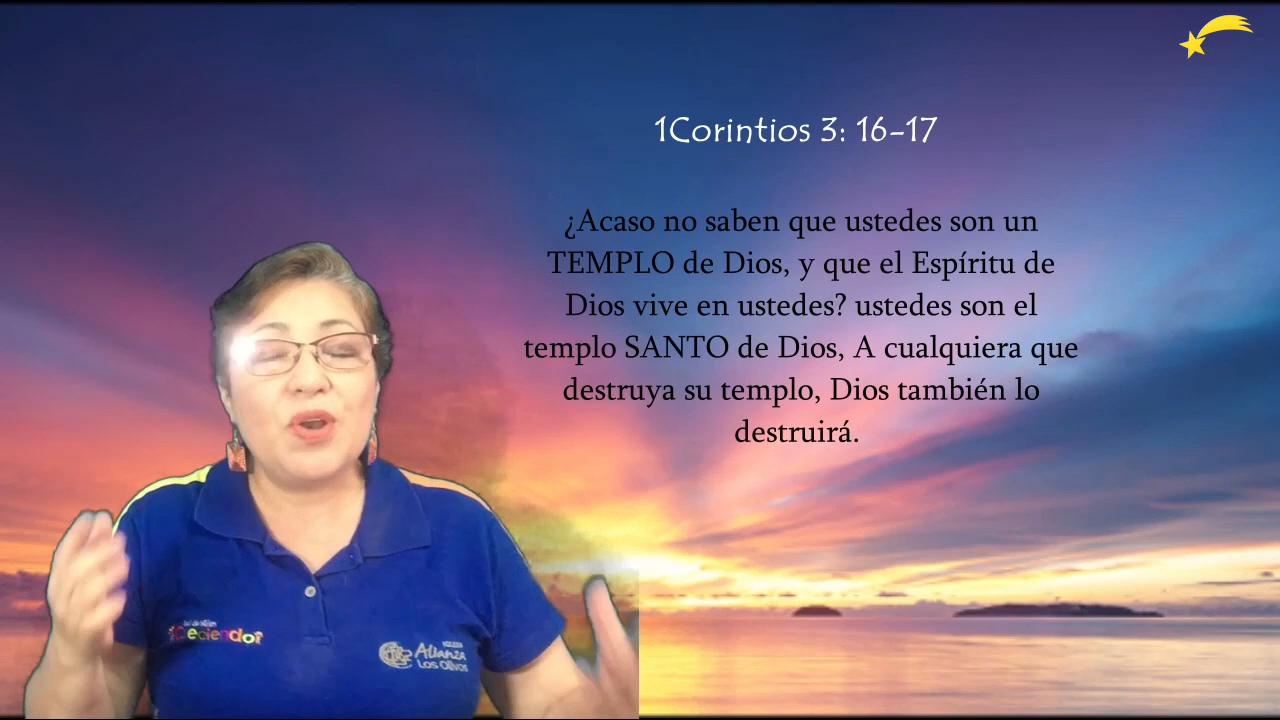 1Corintios 3: 16-17
¿Acaso no saben que ustedes son un
TEMPLO de Dios, y que el Espíritu de
Dios vive en ustedes? ustedes son el
templo SANTO de Dios, A cualquiera que
destruya su templo, Dios también lo
destruirá.
Alianza
Los Olivos